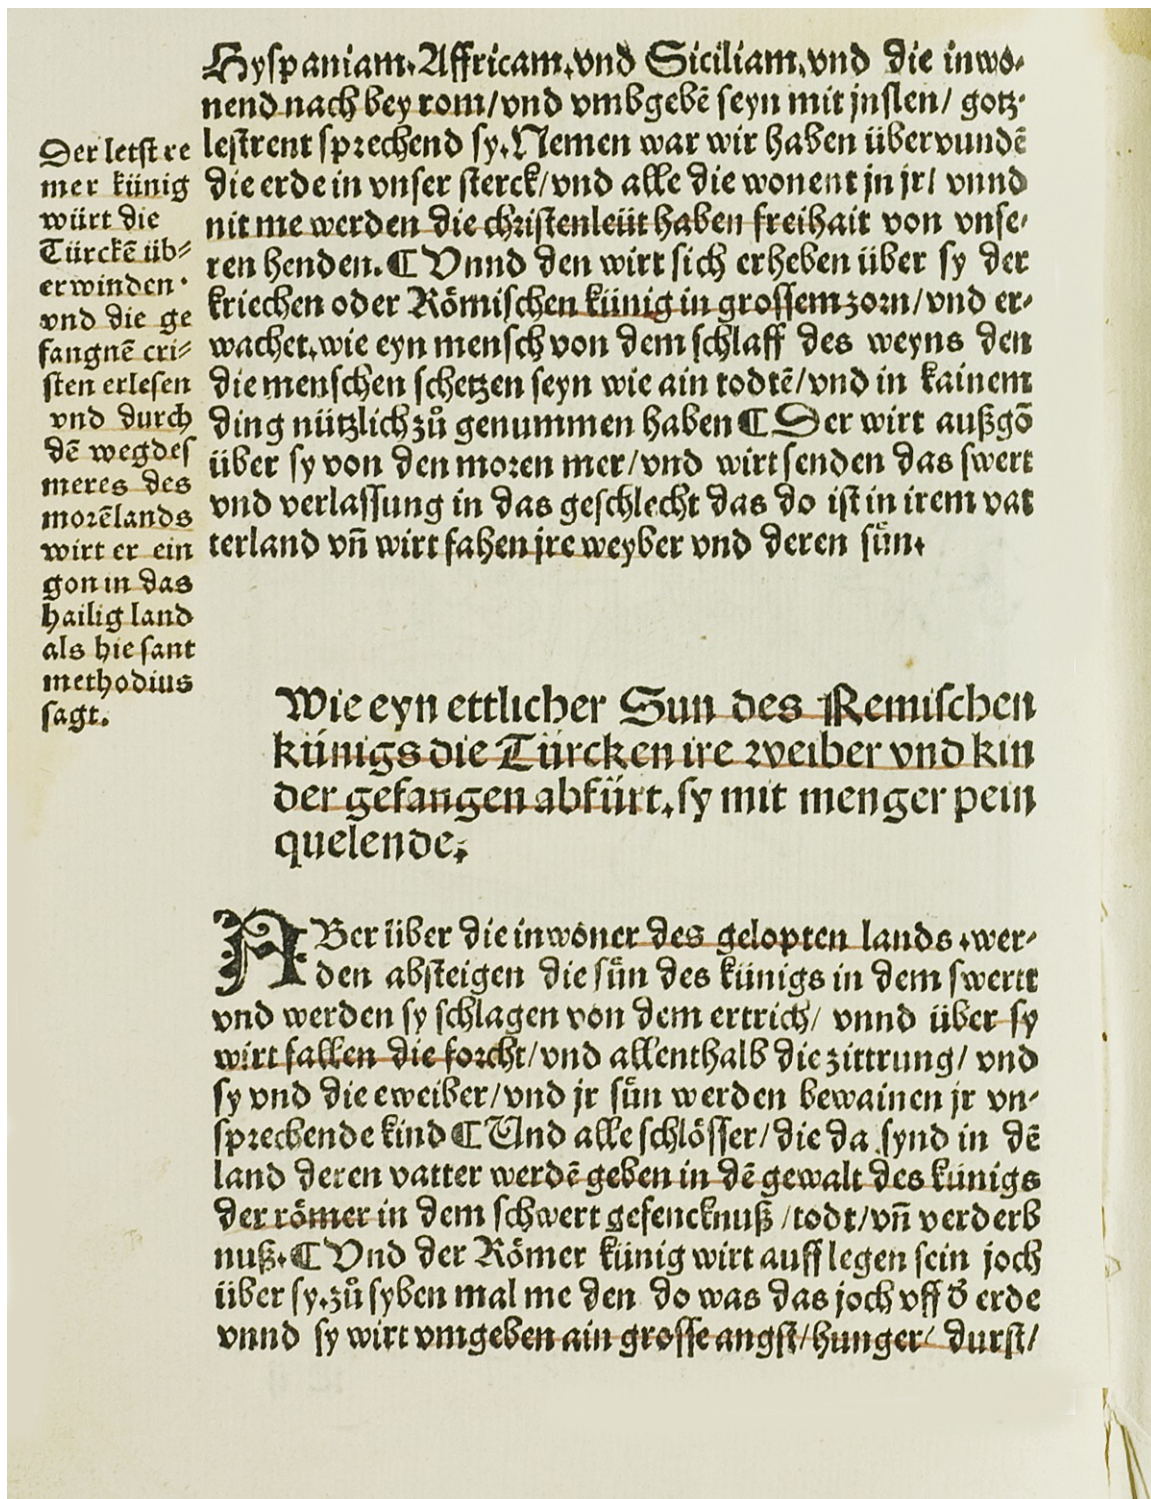 Hyspaniam. Affricam. vnd Siciliam. vnd die inwo-
nend nach bey rom/ vnd vmbgebē seyn mit jnslen/ gotz-
lestrent sprechend sy. Nemen war wir haben übervundē
die erde in vnser sterck/ vnd alle die wonent jn jr/ vnnd
nit me werden die christenleüt haben freihait von vnse-
ren henden. ¶ Vnnd den wirt sich erheben über sy der
kriechen oder Römischen künig in grossem zorn/ vnd er-
wachet. wie eyn mensch von dem schlaff des weyns den
die menschen schetzen seyn wie ain todtē/ vnd in kainem
ding nützlich zů genummen haben ¶ Der wirt außgō
über sy von den moren mer/ vnd wirt senden das swert
vnd verlassung in das geschlecht das do ist in irem vat
terland vn̄ wirt fahen jre weyber vnd deren sün.
Der letst re
mer künig
würt die
Türckē üb-
erwinden.
vnd die ge
fangnē cri-
sten erlesen
vnd durch
dē weg des
meres des
morēlands
wirt er ein
gon in das
hailig land
als hie sant
methodius
sagt.
Wie eyn ettlicher Sun des Remischen
künigs die Türcken ire weiber vnd kin
der gefangen abfürt. sy mit menger pein
quelende.
ABer über die inwoner des gelopten lands. wer-
den absteigen die sün des künigs in dem swertt
vnd werden sy schlagen von dem ertrich/ vnnd über sy
wirt fallen die forcht/ vnd allenthalb die zittrung/ vnd
sy vnd die eweiber/ vnd jr sün werden bewainen jr vn-
sprechende kind ¶ Und alle schlösser/ die da synd in dē
land deren vatter werdē geben in dē gewalt des künigs
der römer in dem schwert gefencknuß/ todt/ vn̄ verderb
nuß. ¶ Vnd der Römer künig wirt auff legen sein joch
über sy. zů syben mal me den do was das joch vff d̄ erde
vnnd sy wirt vmgeben ain grosse angst/ hunger/ durst/